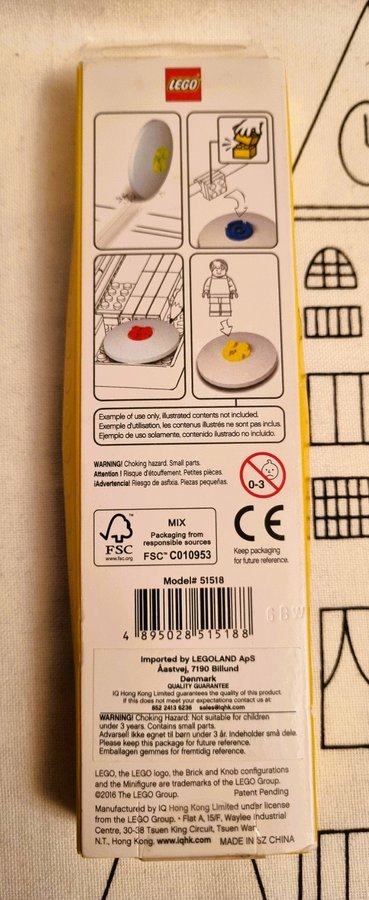 LEGO
Example of use only, illustrated contents not included.
Exemple d'utilisation, les contenus illustrés ne sont pas inclus.
Ejemplo de uso solamente, contenido ilustrado no incluido.
WARNING! Choking hazard. Small parts.
Attention ! Risque d'étouffement. Petites pièces.
¡Advertencia! Riesgo de asfixia. Piezas pequeñas.
0-3
FSC
www.fsc.org
MIX
Packaging from
responsible sources
FSC™ C010953
CE
Keep packaging
for future reference.
Model# 51518
4 895028 515188
Imported by LEGOLAND ApS
Åastvej, 7190 Billund
Denmark
QUALITY GUARANTEE
IQ Hong Kong Limited guarantees the quality of this product.
If this does not meet your expectations contact us at:
852 2413 6236 sales@iqhk.com
WARNING! Choking Hazard: Not suitable for children
under 3 years. Contains small parts.
Advarsel! Ikke egnet til børn under 3 år. Indeholder små dele.
Please keep this package for future reference.
Emballagen gemmes for fremtidig reference.
LEGO, the LEGO logo, the Brick and Knob configurations
and the Minifigure are trademarks of the LEGO Group.
©2016 The LEGO Group. Patent Pending
Manufactured by IQ Hong Kong Limited under license
from the LEGO Group. • Flat A, 15/F, Waylee Industrial
Centre, 30-38 Tsuen King Circuit, Tsuen Wan,
N.T., Hong Kong. www.iqhk.com MADE IN SZ CHINA